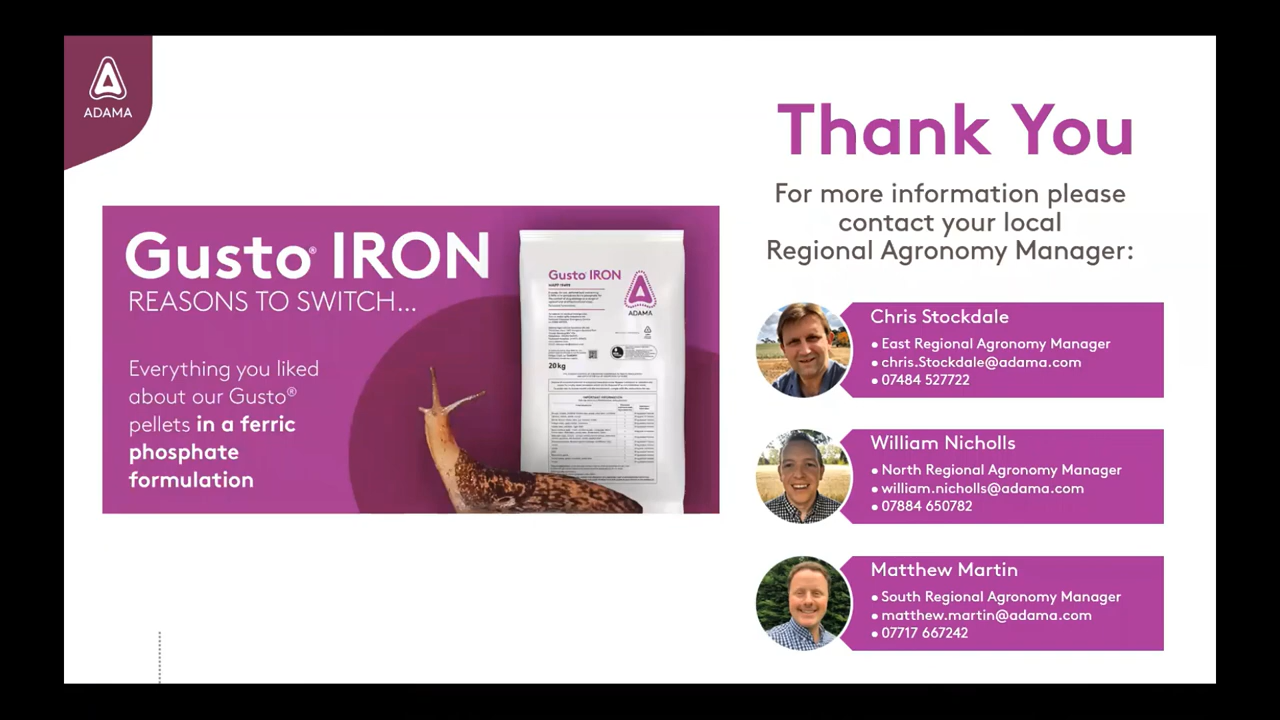 ADAMA
Thank You
For more information please
contact your local
Regional Agronomy Manager:
Gusto® IRON
REASONS TO SWITCH...
Everything you liked
about our Gusto®
pellets in a ferric
phosphate
formulation
Gusto® IRON
ADAMA
20kg
IMPORTANT INFORMATION
Chris Stockdale
• East Regional Agronomy Manager
• chris.Stockdale@adama.com
• 07484 527722
William Nicholls
• North Regional Agronomy Manager
• william.nicholls@adama.com
• 07884 650782
Matthew Martin
• South Regional Agronomy Manager
• matthew.martin@adama.com
• 07717 667242